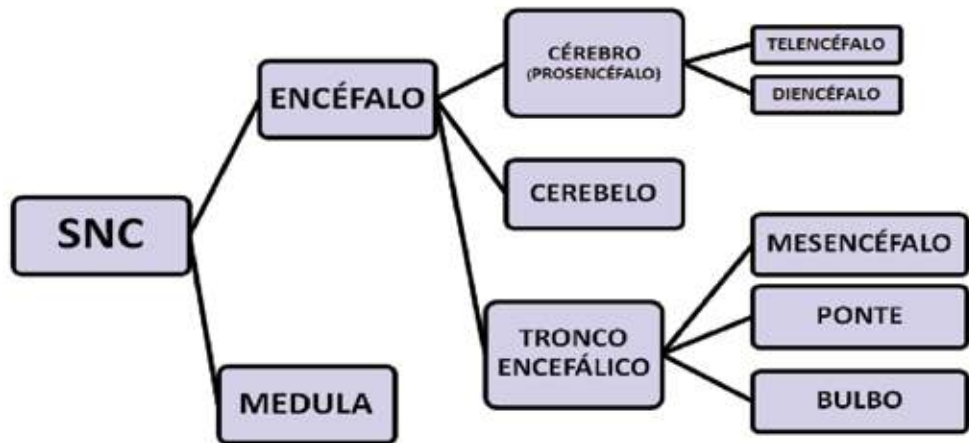 SNC
ENCÉFALO
MEDULA
CÉREBRO
(PROSENCÉFALO)
TELENCÉFALO
DIENCÉFALO
CEREBELO
TRONCO
ENCEFÁLICO
MESENCÉFALO
PONTE
BULBO